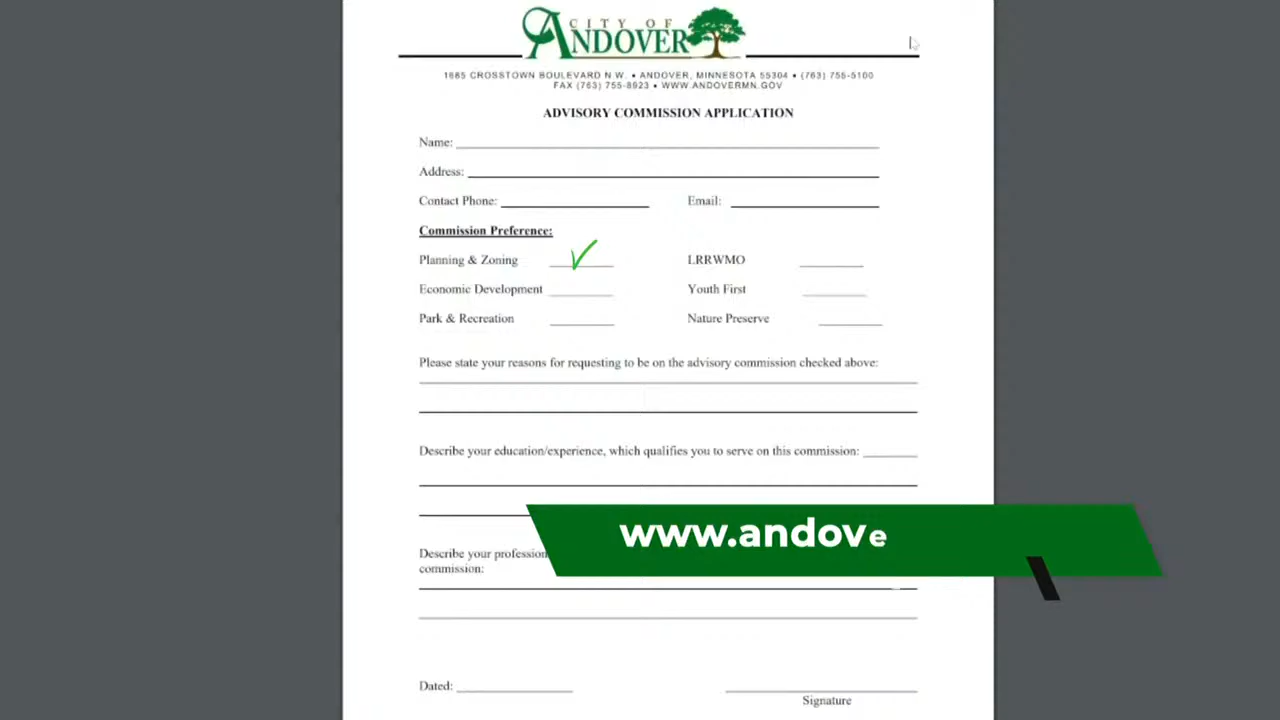 CITY OF
ANDOVER
1685 CROSSTOWN BOULEVARD N.W. • ANDOVER, MINNESOTA 55304 • (763) 755-5100
FAX (763) 755-8923 • WWW.ANDOVERMN.GOV
ADVISORY COMMISSION APPLICATION
Name:
Address:
Contact Phone: Email:
Commission Preference:
Planning & Zoning LRRWMO
Economic Development Youth First
Park & Recreation Nature Preserve
Please state your reasons for requesting to be on the advisory commission checked above:
Describe your education/experience, which qualifies you to serve on this commission:
www.andove
Describe your profession
commission:
Dated:
Signature